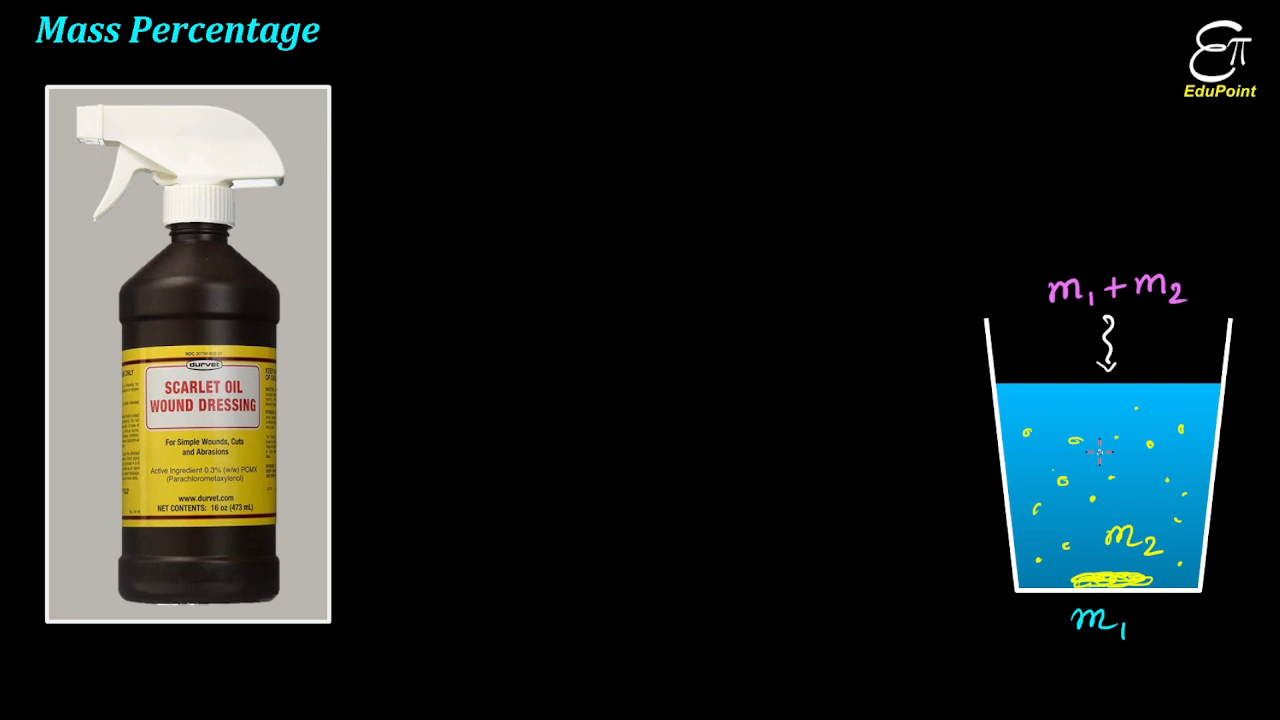 Mass Percentage
Eπ
EduPoint
durvet
SCARLET OIL
WOUND DRESSING
For Simple Wounds, Cuts
and Abrasions
Active Ingredient 0.3% (w/w) PCMX
(Parachlorometaxylenol)
www.durvet.com
NET CONTENTS: 16 oz (473 mL)
m₁ + m₂
m₂
m₁